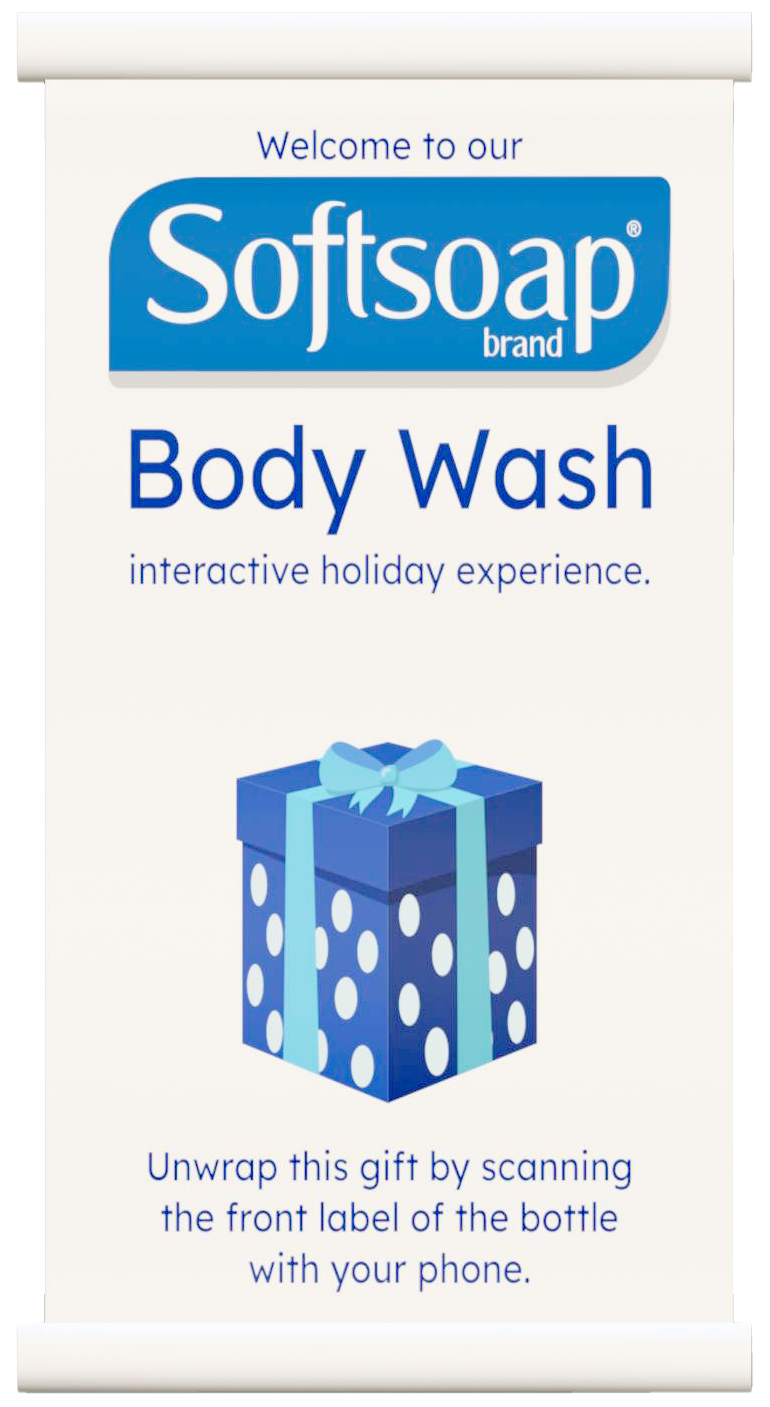 Welcome to our
Softsoap®
brand
Body Wash
interactive holiday experience.
Unwrap this gift by scanning
the front label of the bottle
with your phone.